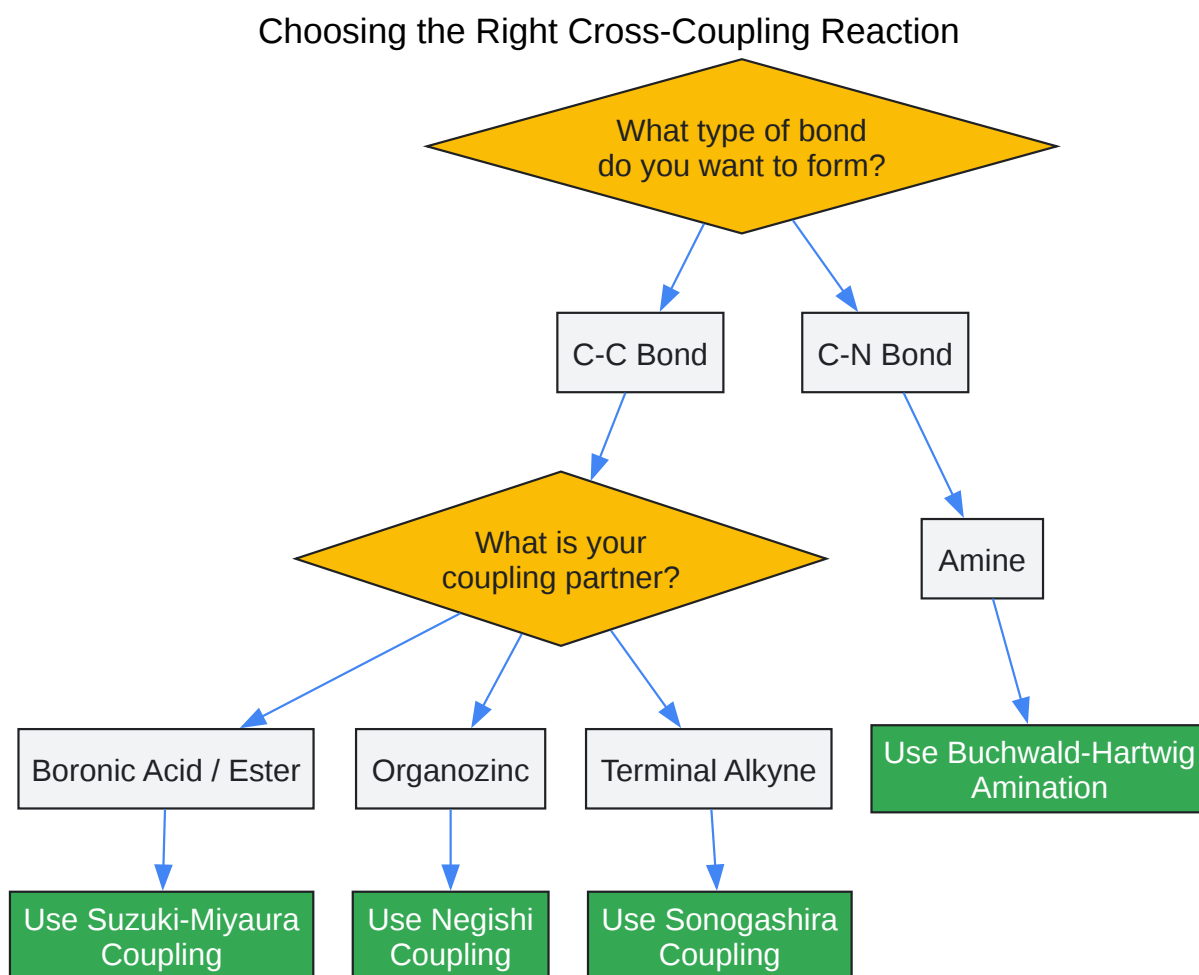 Choosing the Right Cross-Coupling Reaction
What type of bond
do you want to form?
C-C Bond
C-N Bond
What is your
coupling partner?
Amine
Boronic Acid / Ester
Organozinc
Terminal Alkyne
Use Buchwald-Hartwig
Amination
Use Suzuki-Miyaura
Coupling
Use Negishi
Coupling
Use Sonogashira
Coupling